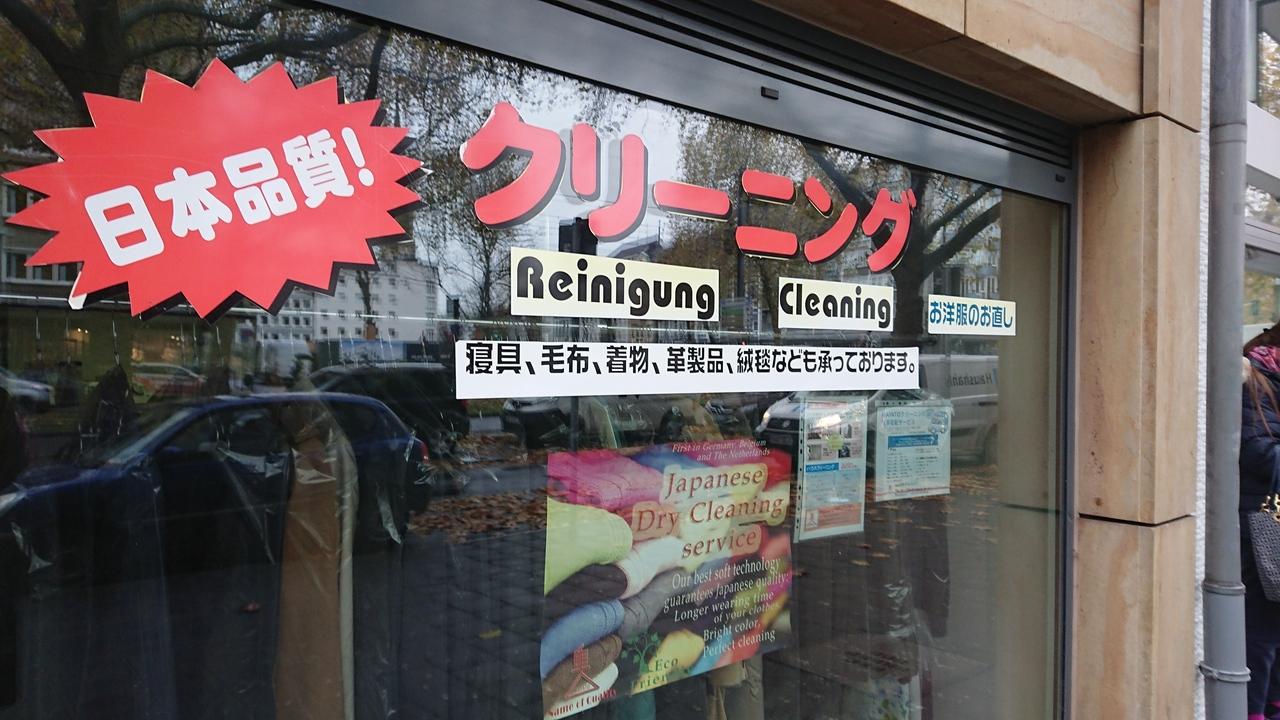 日本品質!
クリーニング
Reinigung
Cleaning
お洋服のお直し
寝具、毛布、着物、革製品、絨毯なども承っております。
First in Germany, Belgium
and The Netherlands
Japanese
Dry Cleaning
service
Our best soft technology
guarantees Japanese quality:
Longer wearing time
of your clothes,
Bright color,
Perfect cleaning
Eco